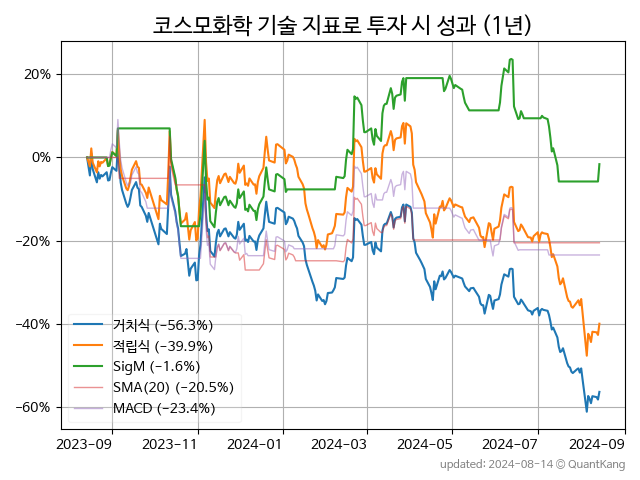 코스모화학 기술 지표로 투자 시 성과 (1년)
20%
0%
−20%
−40%
−60%
거치식 (−56.3%)
적립식 (−39.9%)
SigM (−1.6%)
SMA(20) (−20.5%)
MACD (−23.4%)
2023-09 2023-11 2024-01 2024-03 2024-05 2024-07 2024-09
updated: 2024-08-14 © QuantKang